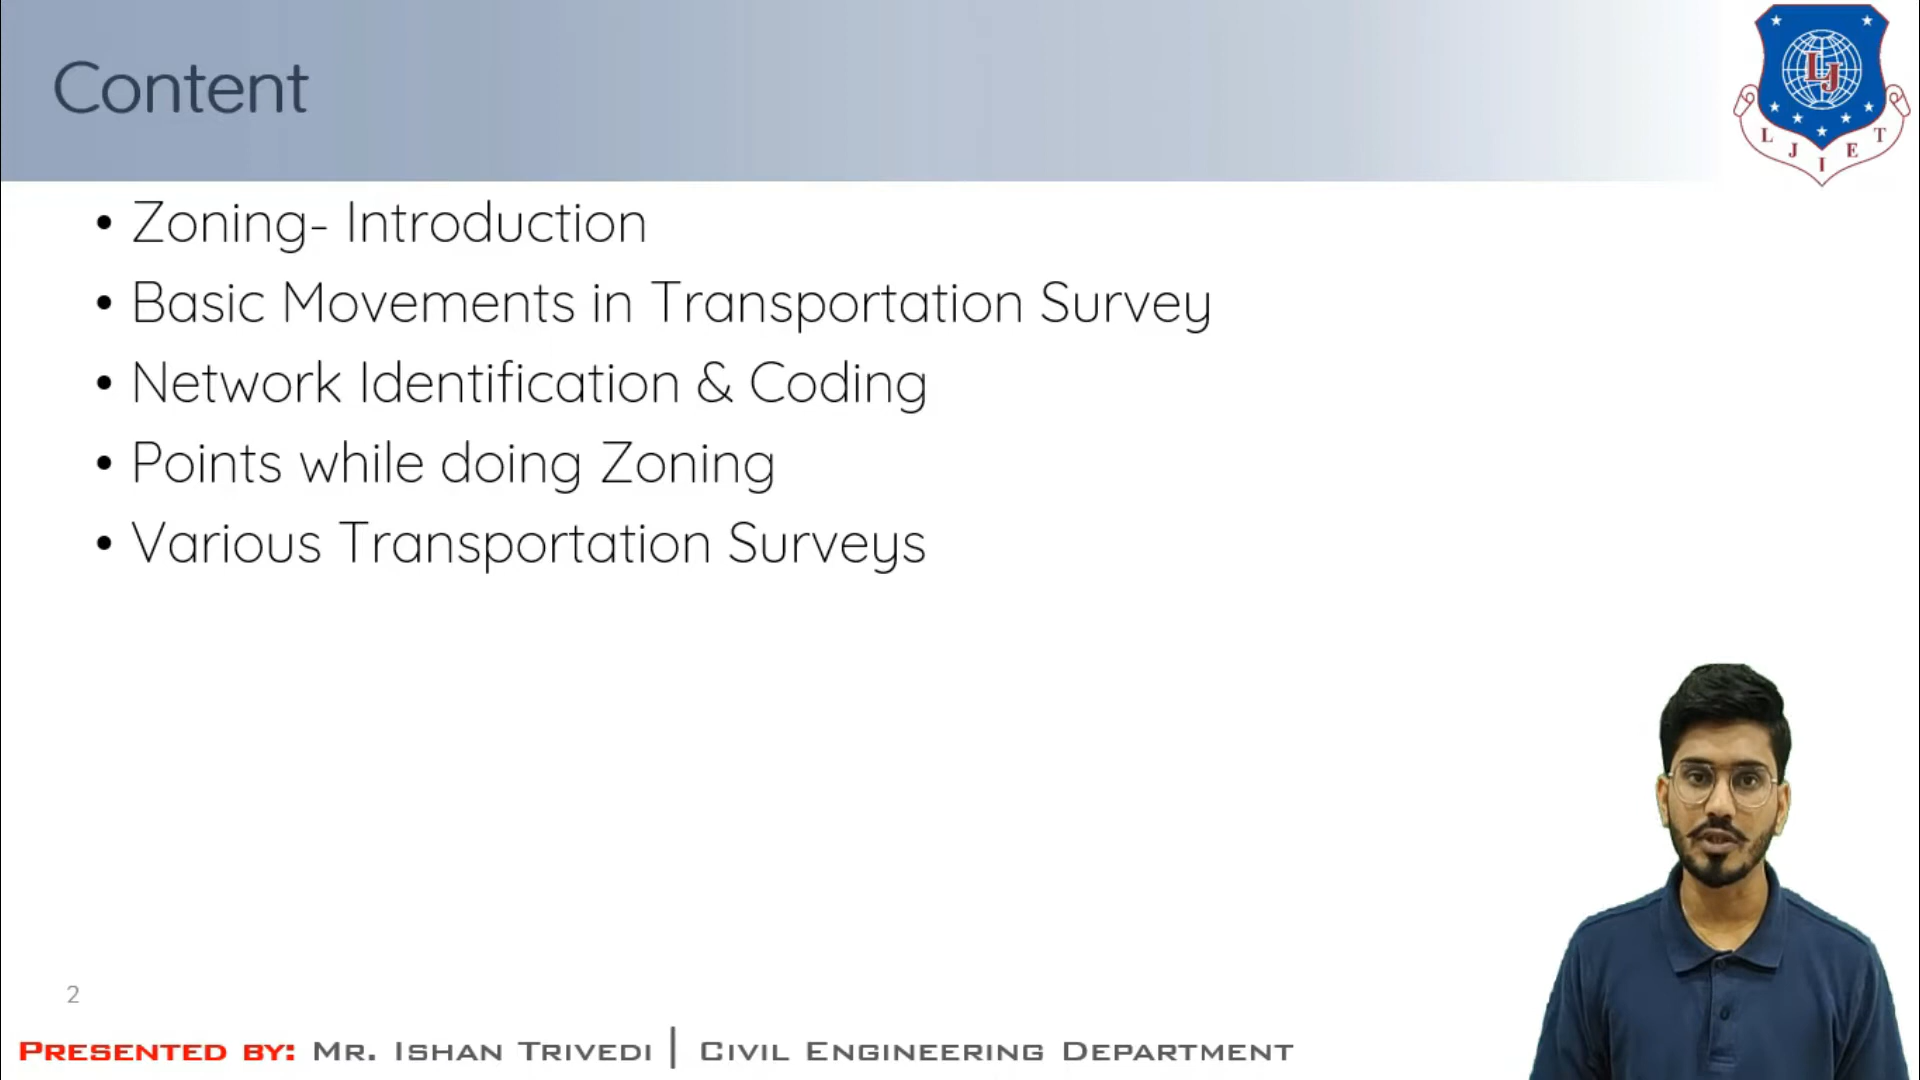 Content
LJ
L J I E T
• Zoning- Introduction
• Basic Movements in Transportation Survey
• Network Identification & Coding
• Points while doing Zoning
• Various Transportation Surveys
2
PRESENTED BY: MR. ISHAN TRIVEDI | CIVIL ENGINEERING DEPARTMENT